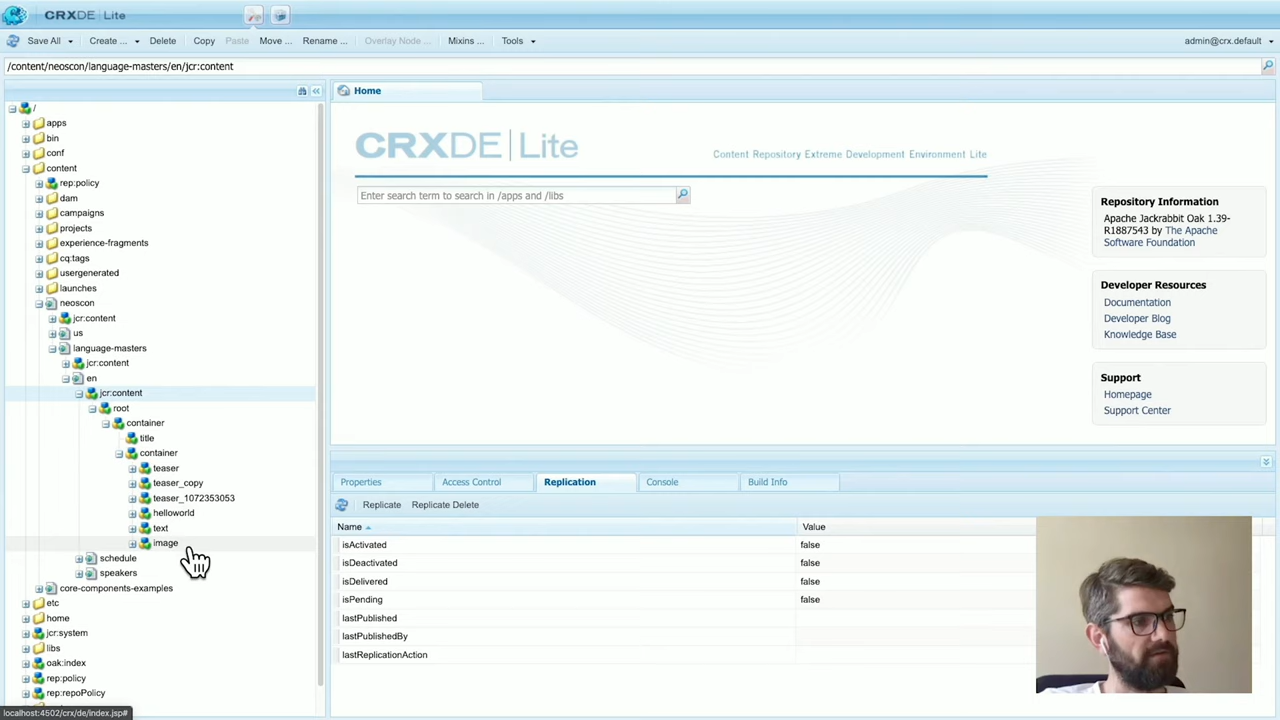 CRXDE | Lite
Save All Create ... Delete Copy Paste Move ... Rename ... Overlay Node ... Mixins ... Tools admin@crx.default
/content/neoscon/language-masters/en/jcr:content
/
apps
bin
conf
content
rep:policy
dam
campaigns
projects
experience-fragments
cq:tags
usergenerated
launches
neoscon
jcr:content
us
language-masters
jcr:content
en
jcr:content
root
container
title
container
teaser
teaser_copy
teaser_1072353053
helloworld
text
image
schedule
speakers
core-components-examples
etc
home
jcr:system
libs
oak:index
rep:policy
rep:repoPolicy
localhost:4502/crx/de/index.jsp#
Home
CRXDE | Lite
Content Repository Extreme Development Environment Lite
Enter search term to search in /apps and /libs
Repository Information
Apache Jackrabbit Oak 1.39-
R1887543 by The Apache
Software Foundation
Developer Resources
Documentation
Developer Blog
Knowledge Base
Support
Homepage
Support Center
Properties Access Control Replication Console Build Info
Replicate Replicate Delete
Name Value
isActivated false
isDeactivated false
isDelivered false
isPending false
lastPublished
lastPublishedBy
lastReplicationAction